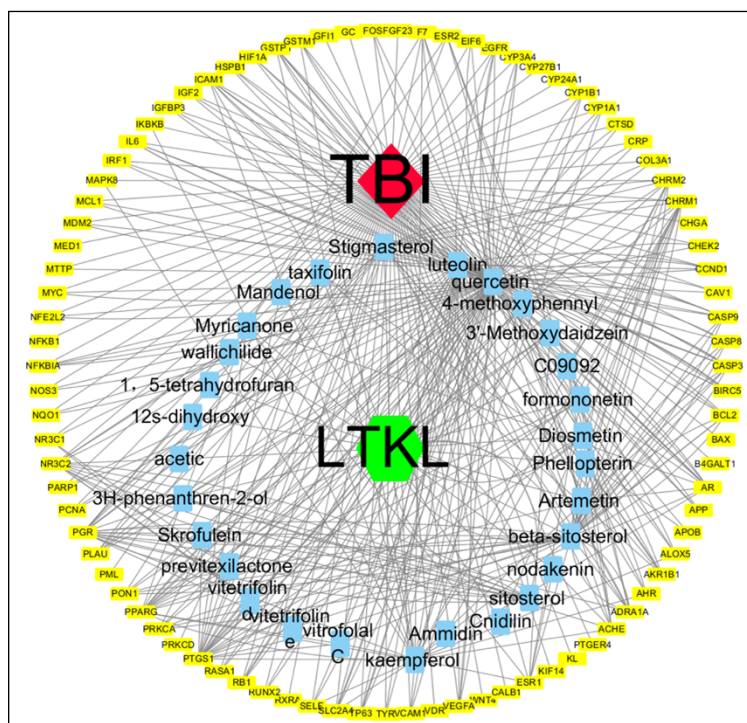 GC
FOS
FGF23
F7
ESR2
EIF6
EGFR
CYP3A4
CYP27B1
CYP24A1
CYP1B1
CYP1A1
CTSD
CRP
COL3A1
CHRM2
CHRM1
CHGA
CHEK2
CCND1
CAV1
CASP9
CASP8
CASP3
BIRC5
BCL2
BAX
B4GALT1
AR
APP
APOB
ALOX5
AKR1B1
AHR
ADRA1A
ACHE
PTGER4
KL
KIF14
ESR1
CALB1
WNT4
VEGFA
VDR
VCAM1
TYR
TP63
SLC2A4
SELE
RXRA
RUNX2
RB1
RASA1
PTGS1
PRKCD
PRKCA
PPARG
PON1
PML
PLAU
PGR
PCNA
PARP1
NR3C2
NR3C1
NQO1
NOS3
NFKBIA
NFKB1
NFE2L2
MYC
MTTP
MED1
MDM2
MCL1
MAPK8
IRF1
IL6
IKBKB
IGFBP3
IGF2
ICAM1
HSPB1
HIF1A
GSTM1
GFI1
TBI
Stigmasterol
luteolin
quercetin
4-methoxyphennyl
3'-Methoxydaidzein
C09092
formononetin
Diosmetin
Phellopterin
Artemetin
beta-sitosterol
nodakenin
sitosterol
Cnidilin
Ammidin
kaempferol
vitrofolal
C
vitetrifolin
e
vitetrifolin
d
previtexilactone
Skrofulein
3H-phenanthren-2-ol
acetic
12s-dihydroxy
1，5-tetrahydrofuran
wallichilide
Myricanone
Mandenol
taxifolin
LTKL